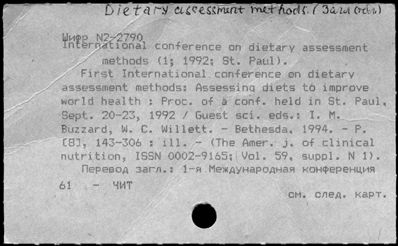 Dietary assessment methods. (Загл. ост.)
Шифр N2-2790
International conference on dietary assessment
methods (1; 1992; St. Paul).
First International conference on dietary
assessment methods: Assessing diets to improve
world health : Proc. of a conf. held in St. Paul,
Sept. 20-23, 1992 / Guest sci. eds.: I. M.
Buzzard, W. C. Willett. - Bethesda, 1994. - P.
[8], 143-306 : ill. - (The Amer. j. of clinical
nutrition, ISSN 0002-9165; Vol. 59, suppl. N 1).
Перевод загл.: 1-я Международная конференция
61 - ЧИТ
см. след. карт.